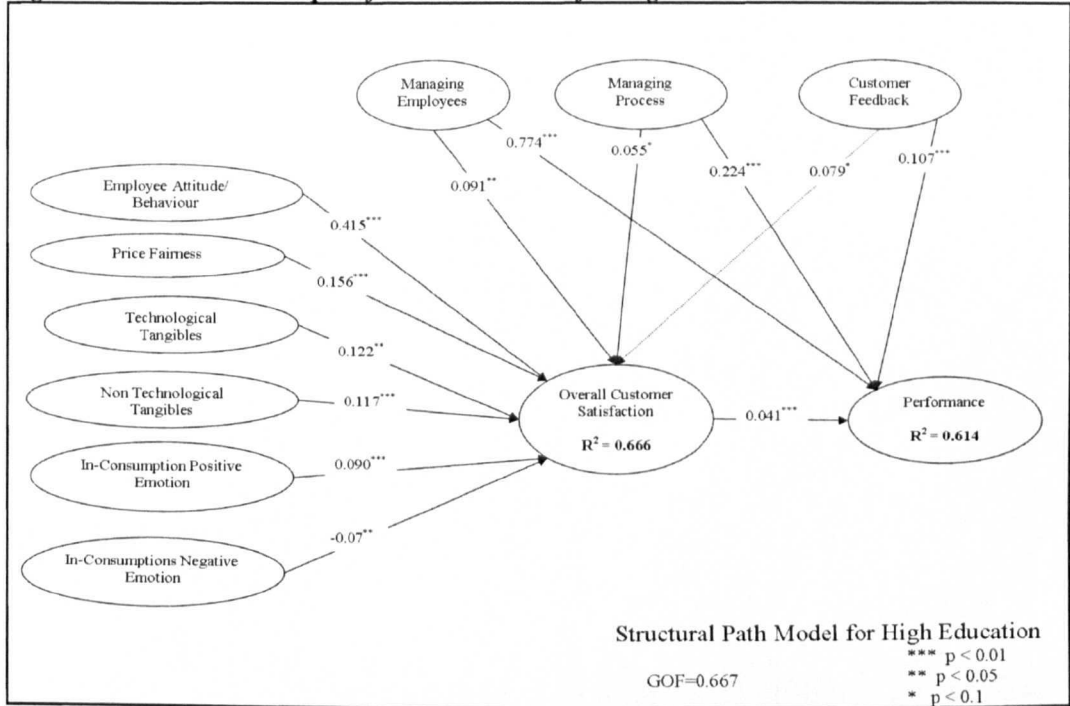 Managing
Employees
Managing
Process
Customer
Feedback
0.774***
0.055*
0.107***
0.224***
0.079*
0.091**
Employee Attitude/
Behaviour
0.415***
Price Fairness
0.156***
Technological
Tangibles
0.122**
Non Technological
Tangibles
0.117***
Overall Customer
Satisfaction
R² = 0.666
0.041***
Performance
R² = 0.614
In-Consumption Positive
Emotion
0.090***
-0.07**
In-Consumptions Negative
Emotion
Structural Path Model for High Education
*** p < 0.01
GOF=0.667
** p < 0.05
* p < 0.1